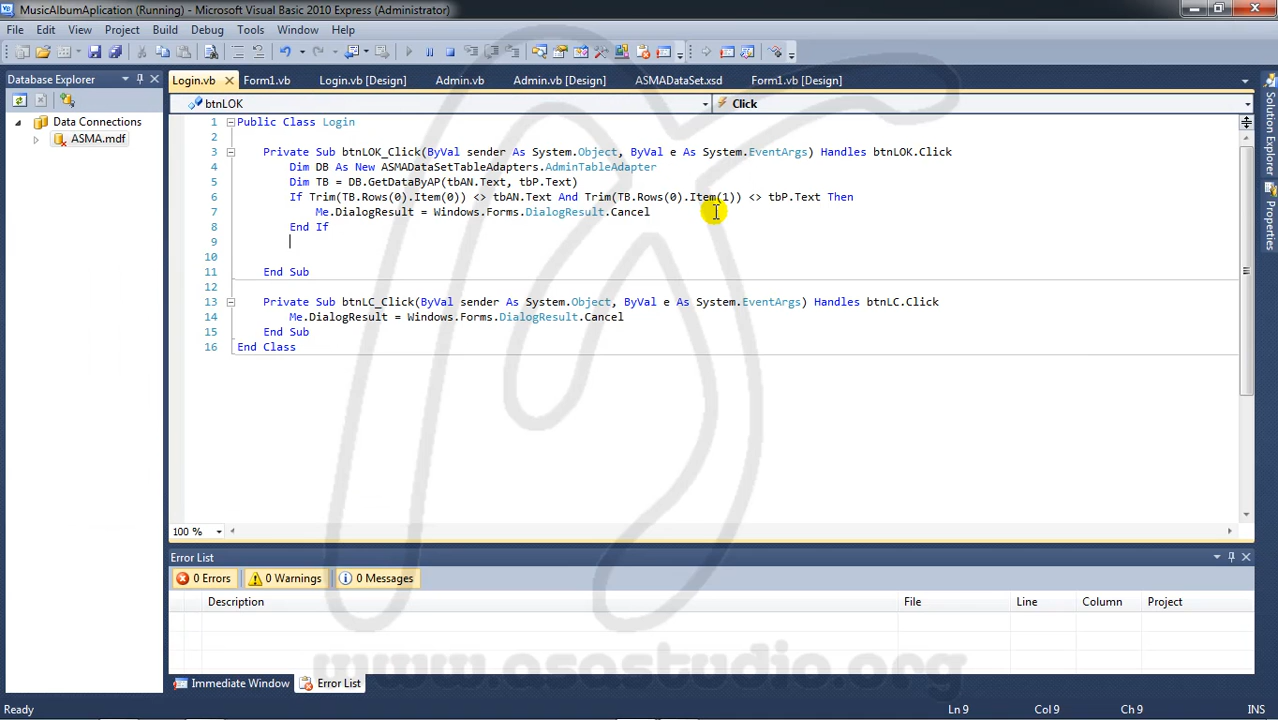 MusicAlbumAplication (Running) - Microsoft Visual Basic 2010 Express (Administrator)
File Edit View Project Build Debug Tools Window Help
Database Explorer
Login.vb Form1.vb Login.vb [Design] Admin.vb Admin.vb [Design] ASMADataSet.xsd Form1.vb [Design]
btnLOK Click
Data Connections
ASMA.mdf
1 Public Class Login
2
3 Private Sub btnLOK_Click(ByVal sender As System.Object, ByVal e As System.EventArgs) Handles btnLOK.Click
4 Dim DB As New ASMADataSetTableAdapters.AdminTableAdapter
5 Dim TB = DB.GetDataByAP(tbAN.Text, tbP.Text)
6 If Trim(TB.Rows(0).Item(0)) <> tbAN.Text And Trim(TB.Rows(0).Item(1)) <> tbP.Text Then
7 Me.DialogResult = Windows.Forms.DialogResult.Cancel
8 End If
9
10
11 End Sub
12
13 Private Sub btnLC_Click(ByVal sender As System.Object, ByVal e As System.EventArgs) Handles btnLC.Click
14 Me.DialogResult = Windows.Forms.DialogResult.Cancel
15 End Sub
16 End Class
Solution Explorer
Toolbox
100 %
Error List
0 Errors 0 Warnings 0 Messages
Description File Line Column Project
www.asastudio.org
Immediate Window Error List
Ready Ln 9 Col 9 Ch 9 INS